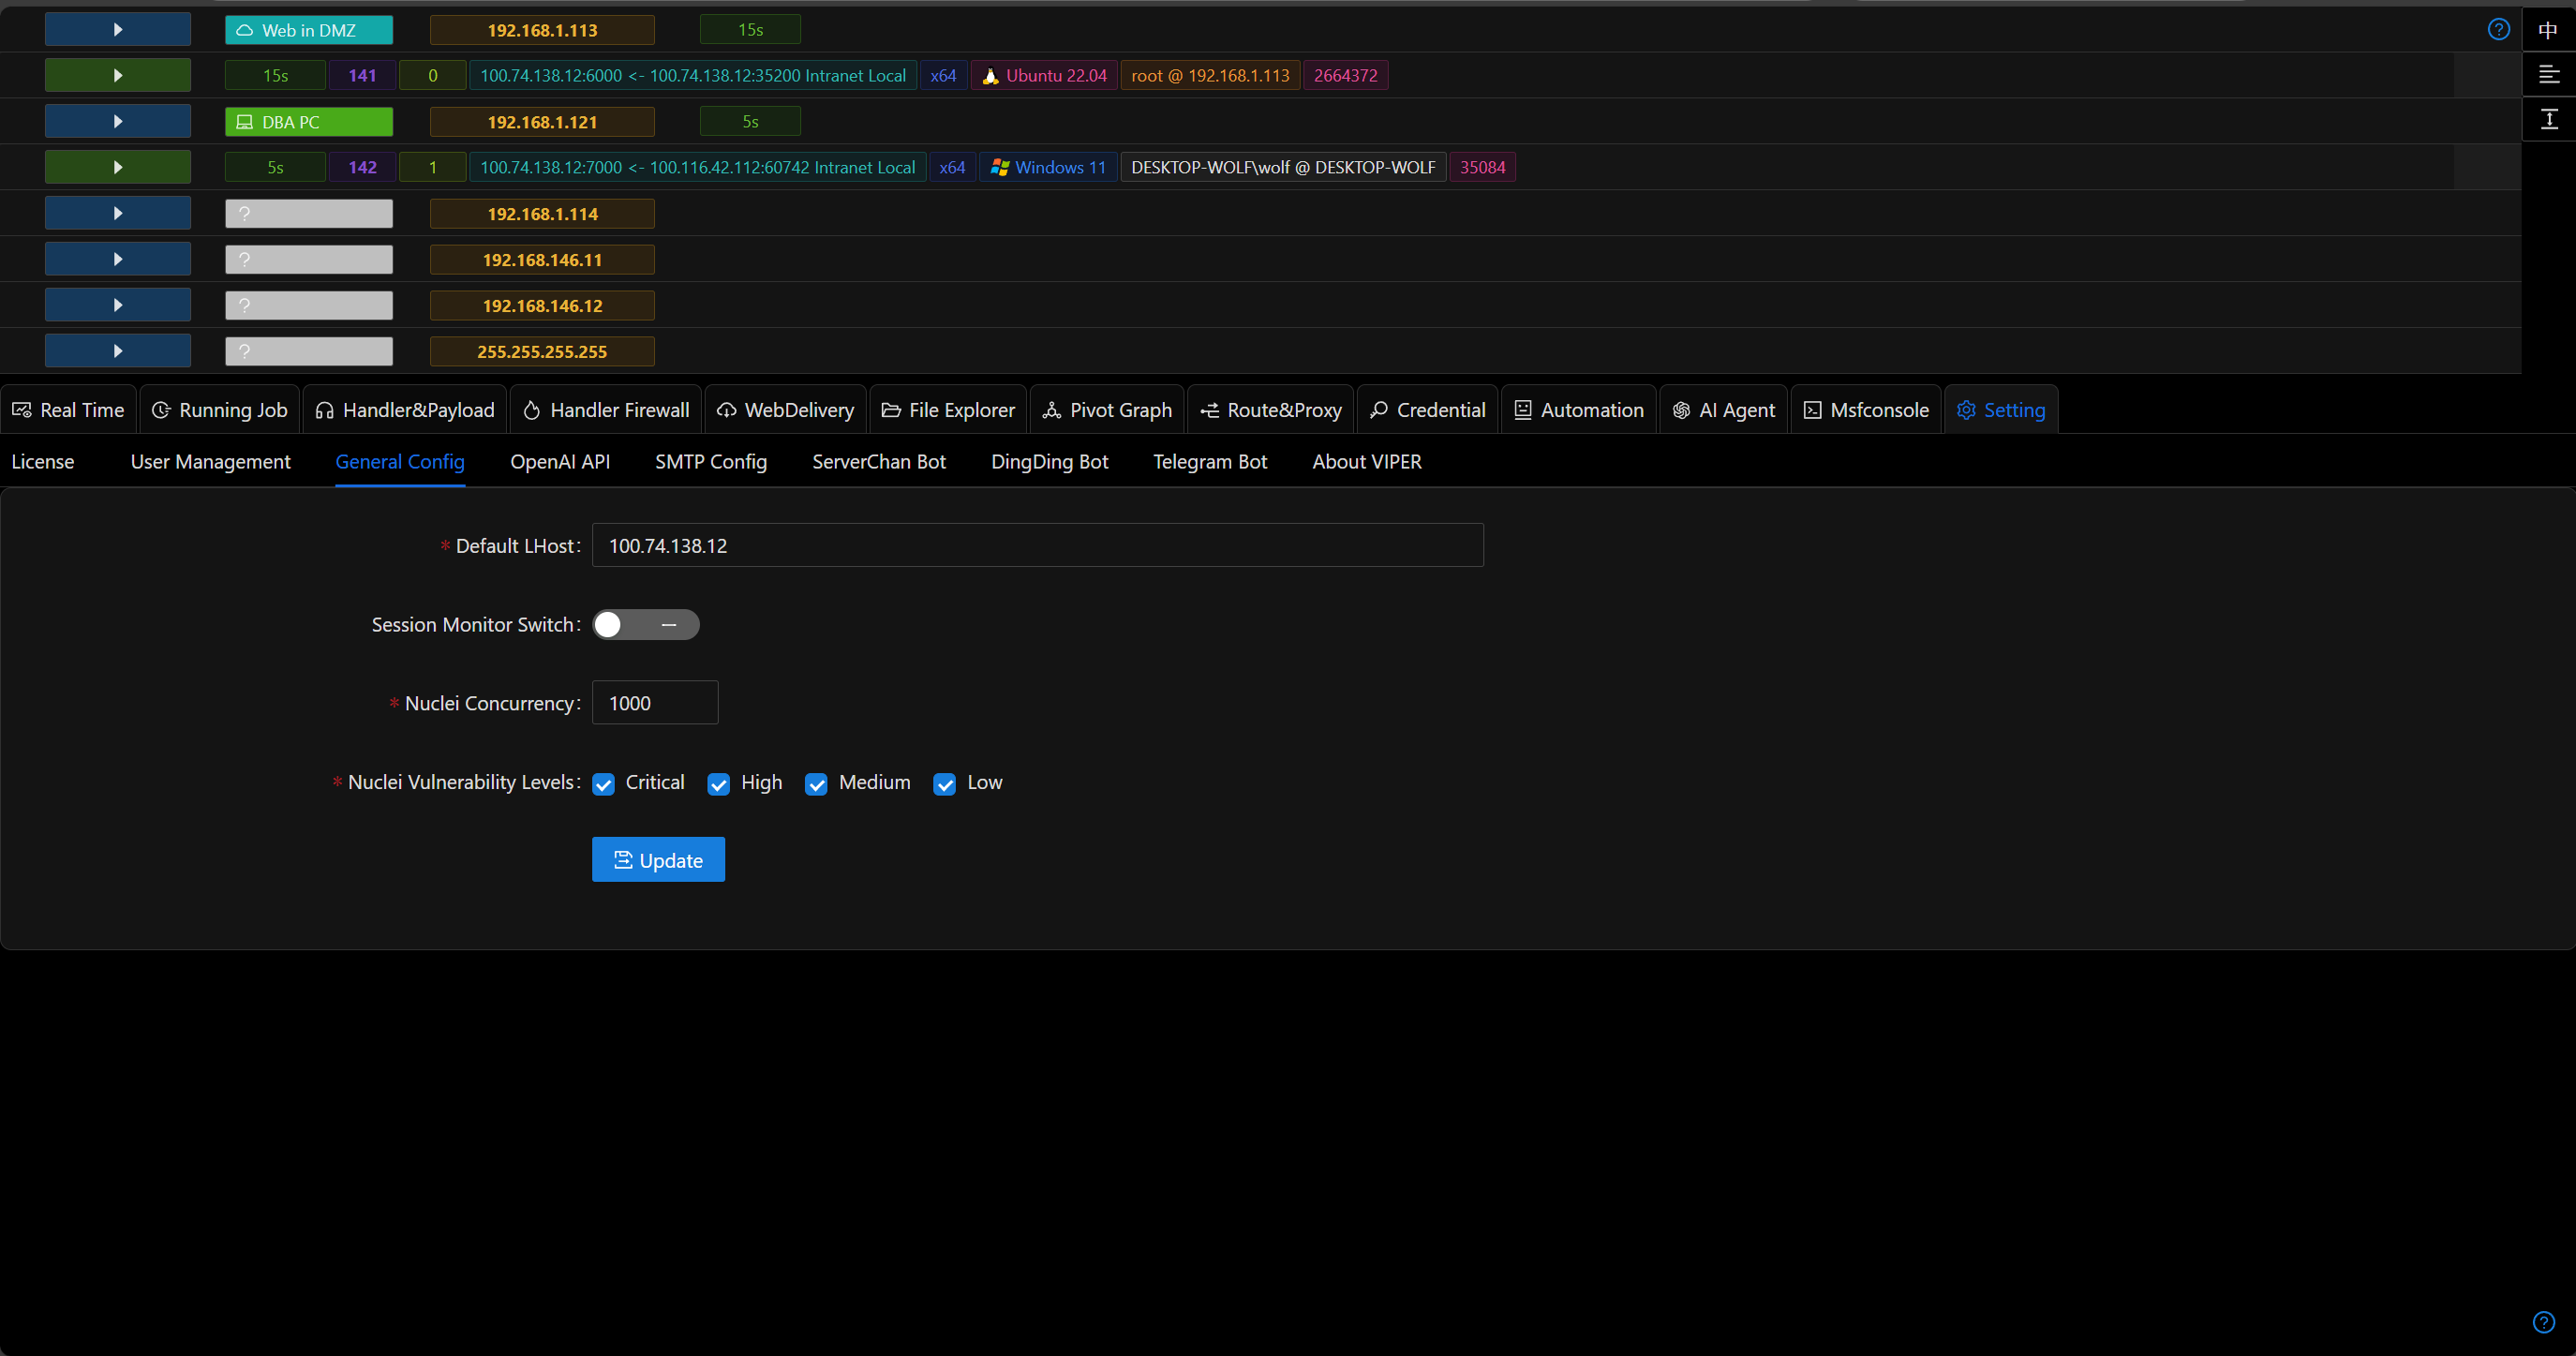 Web in DMZ 192.168.1.113 15s 中
15s 141 0 100.74.138.12:6000 <- 100.74.138.12:35200 Intranet Local x64 Ubuntu 22.04 root @ 192.168.1.113 2664372
DBA PC 192.168.1.121 5s
5s 142 1 100.74.138.12:7000 <- 100.116.42.112:60742 Intranet Local x64 Windows 11 DESKTOP-WOLF\wolf @ DESKTOP-WOLF 35084
? 192.168.1.114
? 192.168.146.11
? 192.168.146.12
? 255.255.255.255
Real Time Running Job Handler&Payload Handler Firewall WebDelivery File Explorer Pivot Graph Route&Proxy Credential Automation AI Agent Msfconsole Setting
License User Management General Config OpenAI API SMTP Config ServerChan Bot DingDing Bot Telegram Bot About VIPER
* Default LHost: 100.74.138.12
Session Monitor Switch:
* Nuclei Concurrency: 1000
* Nuclei Vulnerability Levels: Critical High Medium Low
Update